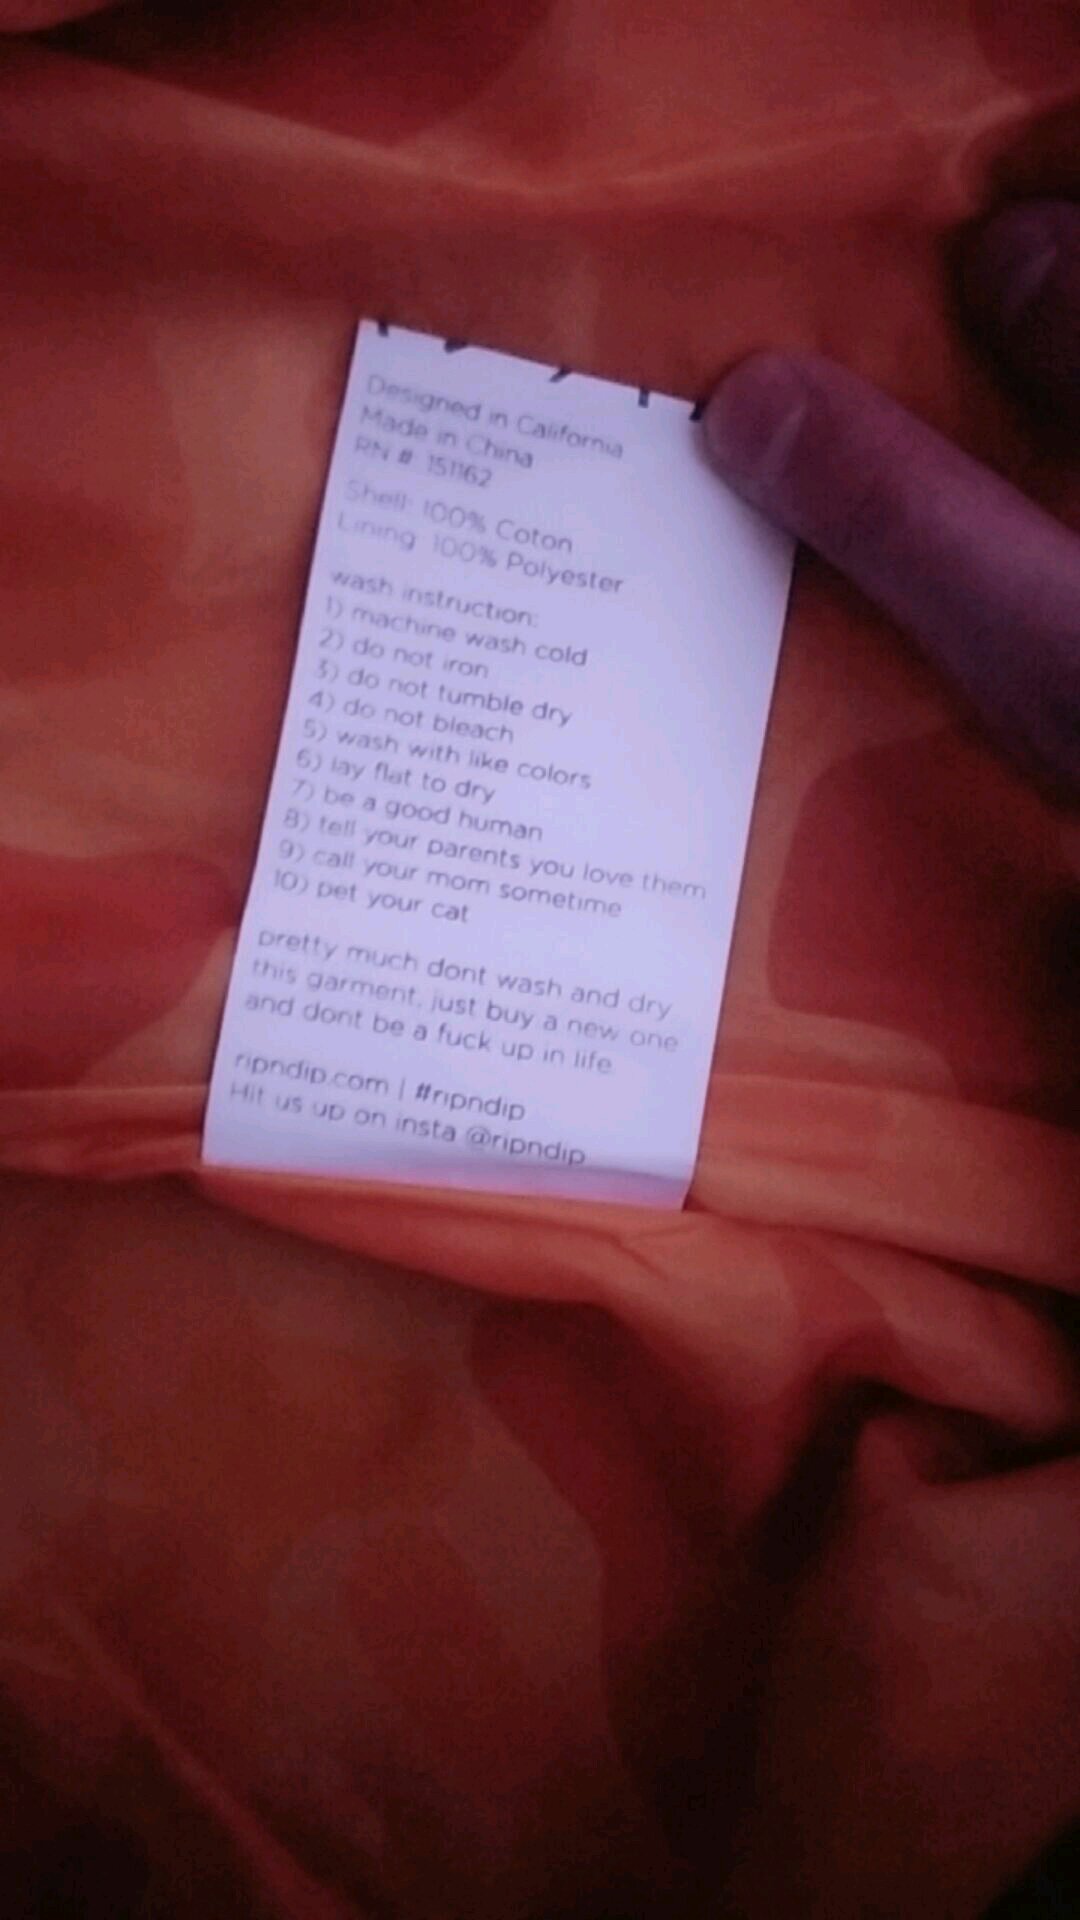 Designed in California
Made in China
RN # 151162
Shell: 100% Coton
Lining: 100% Polyester
wash instruction:
1) machine wash cold
2) do not iron
3) do not tumble dry
4) do not bleach
5) wash with like colors
6) lay flat to dry
7) be a good human
8) tell your parents you love them
9) call your mom sometime
10) pet your cat
pretty much dont wash and dry
this garment, just buy a new one
and dont be a fuck up in life
ripndip.com | #ripndip
Hit us up on insta @ripndip